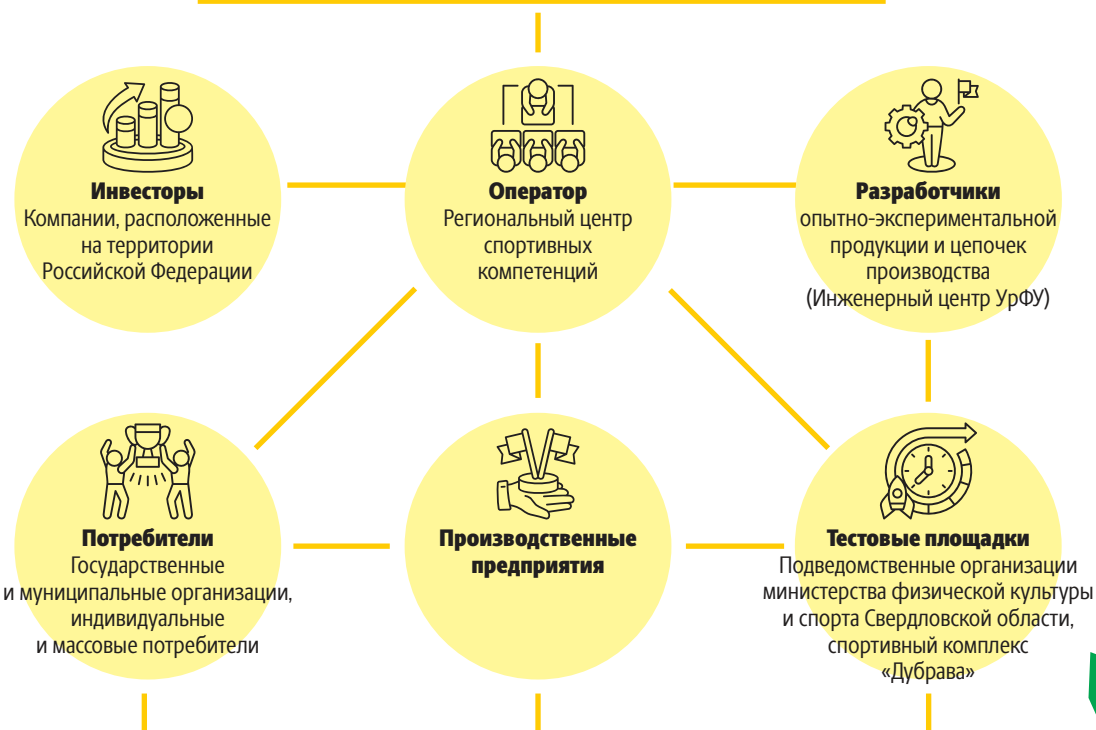 Инвесторы
Компании, расположенные
на территории
Российской Федерации
Оператор
Региональный центр
спортивных
компетенций
Разработчики
опытно-экспериментальной
продукции и цепочек
производства
(Инженерный центр УрФУ)
Потребители
Государственные
и муниципальные организации,
индивидуальные
и массовые потребители
Производственные
предприятия
Тестовые площадки
Подведомственные организации
министерства физической культуры
и спорта Свердловской области,
спортивный комплекс
«Дубрава»